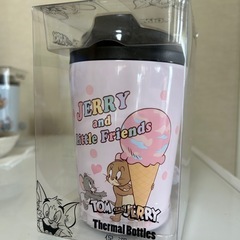 JERRY
and
Little Friends
TOM and JERRY
Thermal Bottles